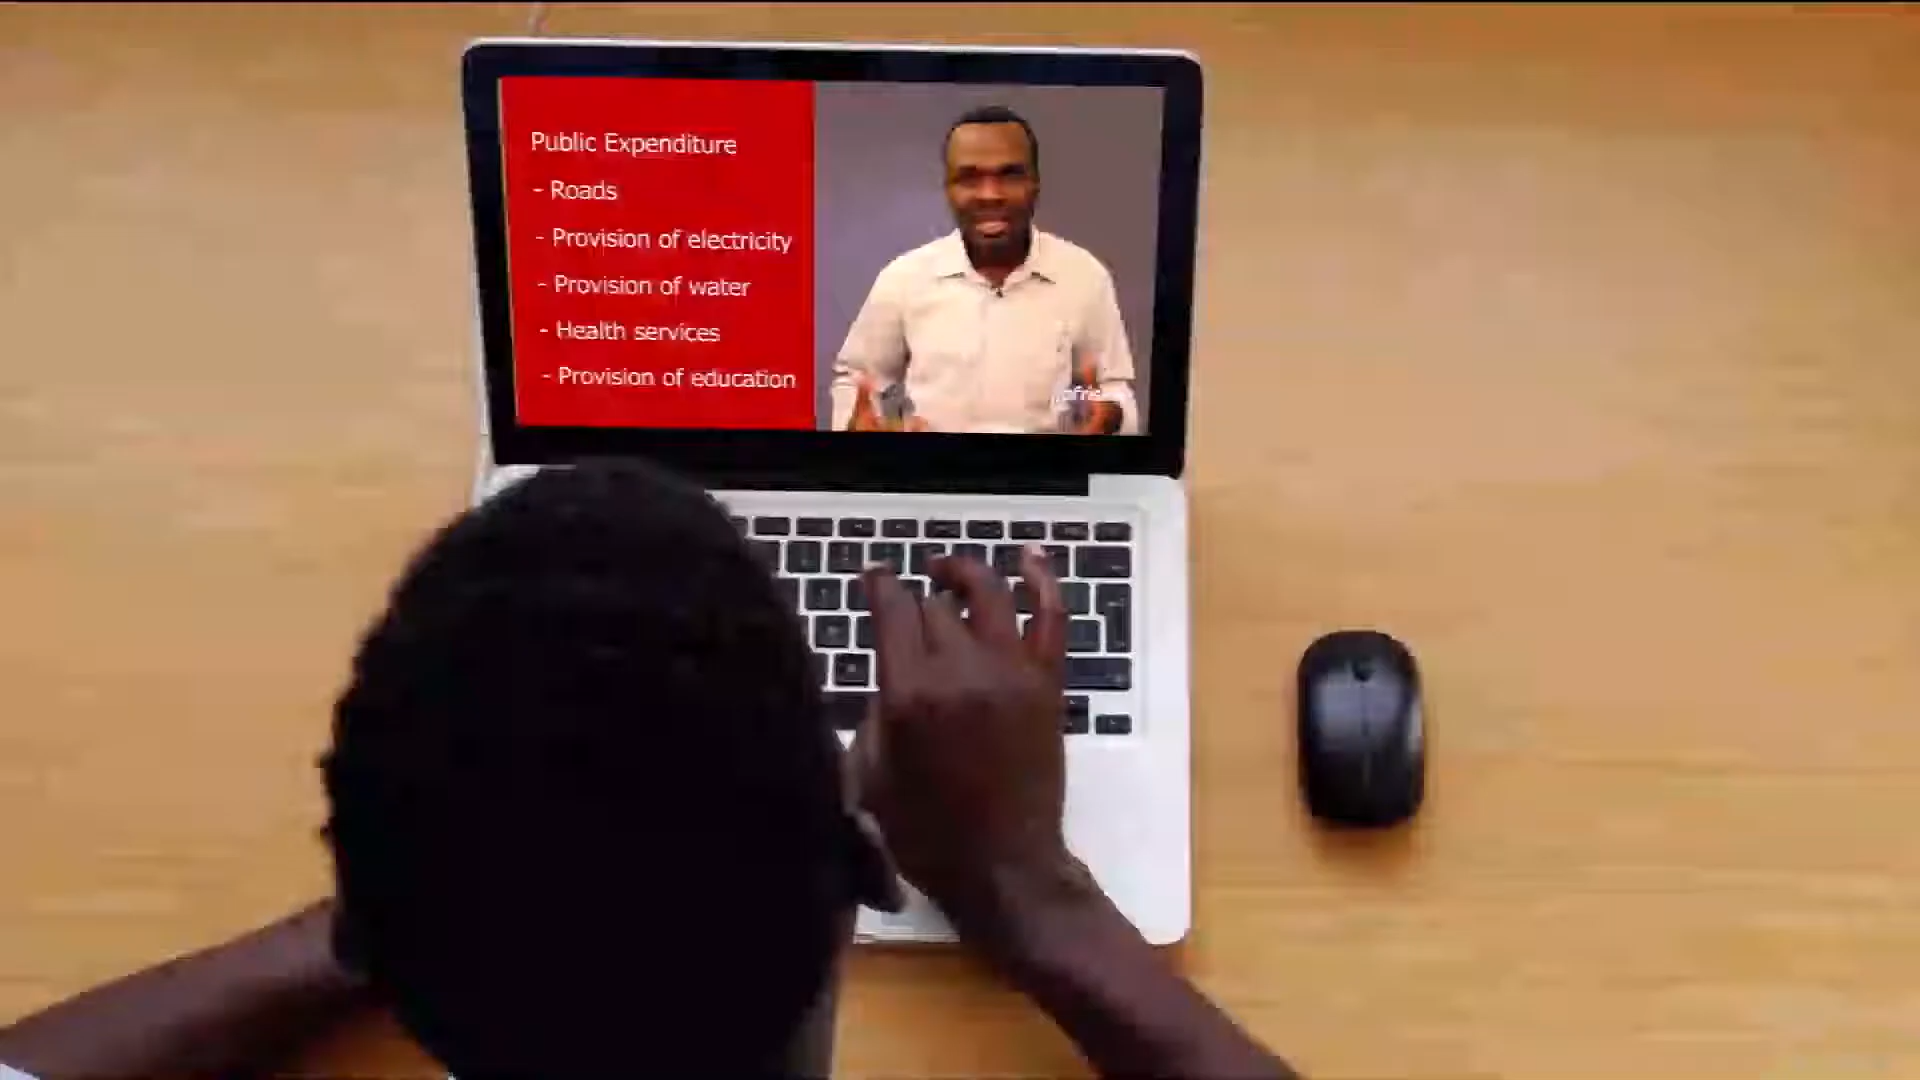 Public Expenditure
- Roads
- Provision of electricity
- Provision of water
- Health services
- Provision of education